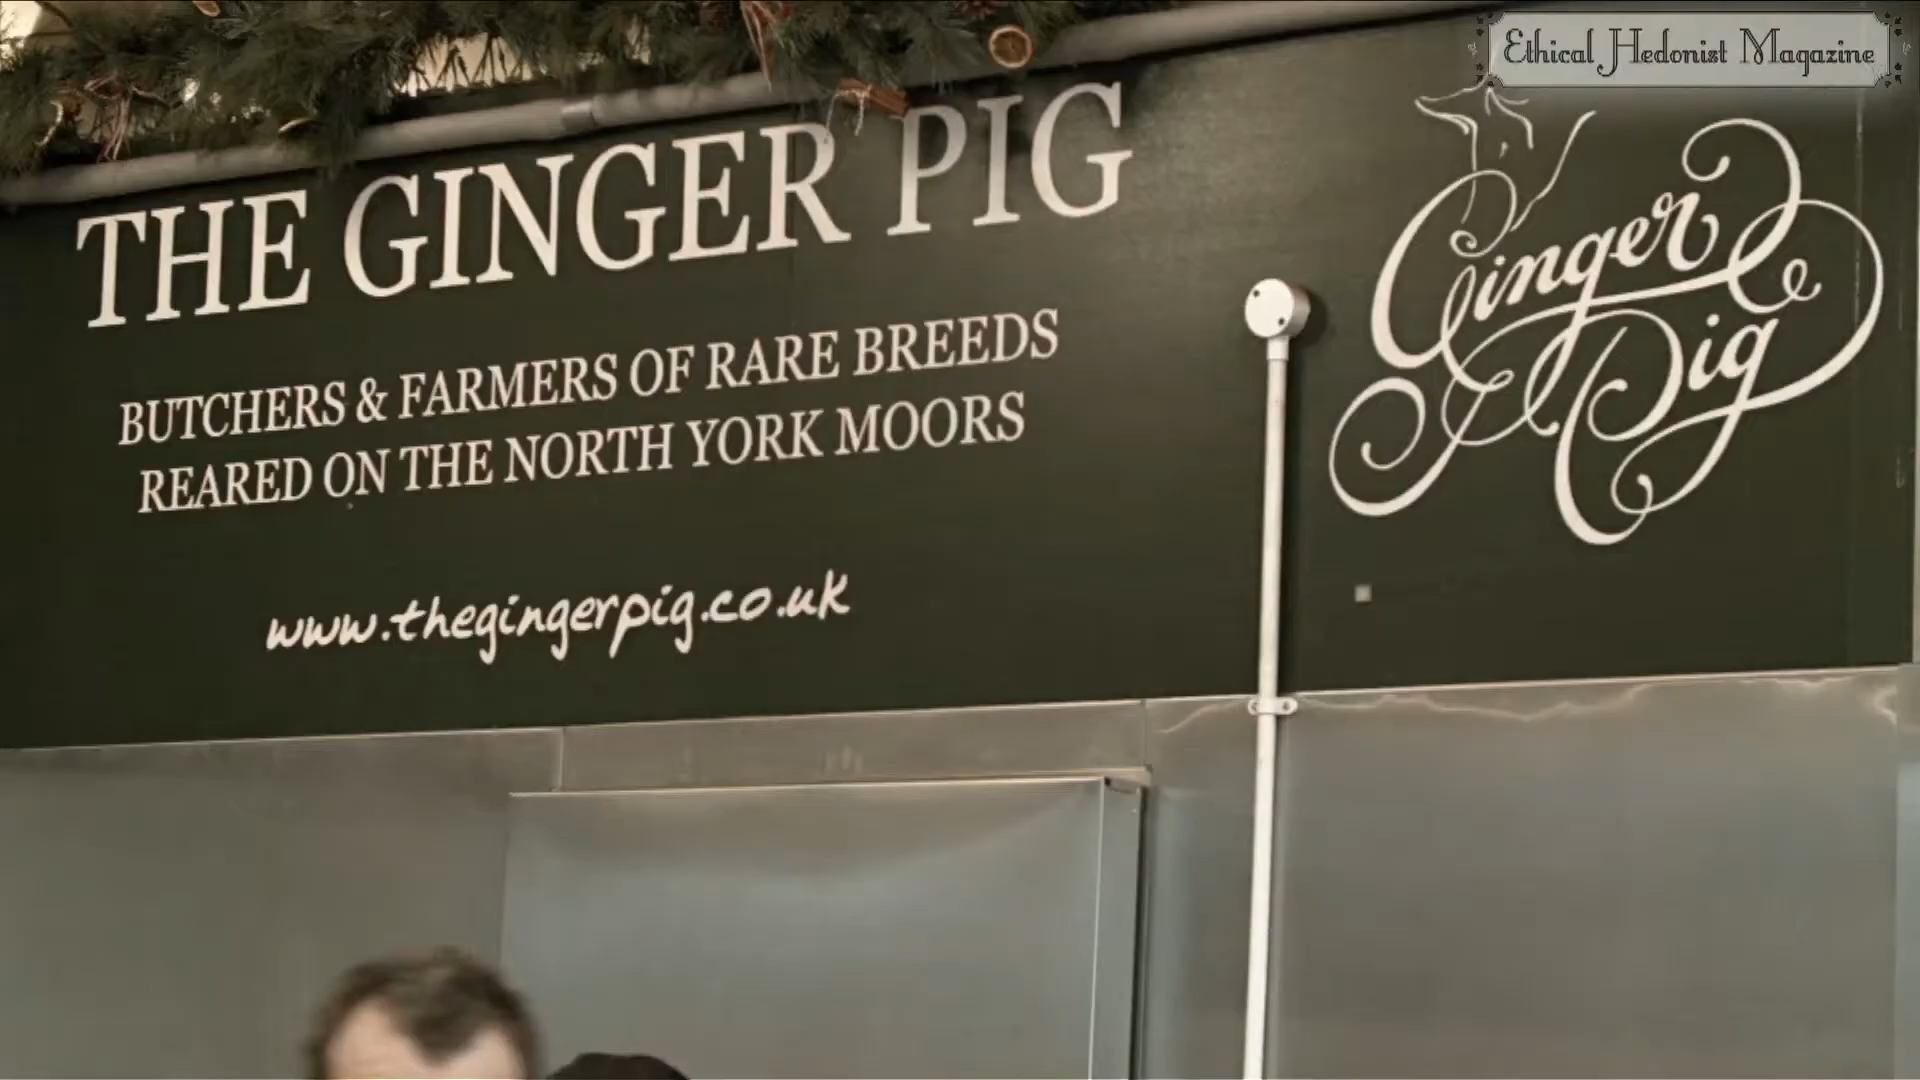 Ethical Hedonist Magazine
THE GINGER PIG
BUTCHERS & FARMERS OF RARE BREEDS
REARED ON THE NORTH YORK MOORS
www.thegingerpig.co.uk
Ginger
Pig